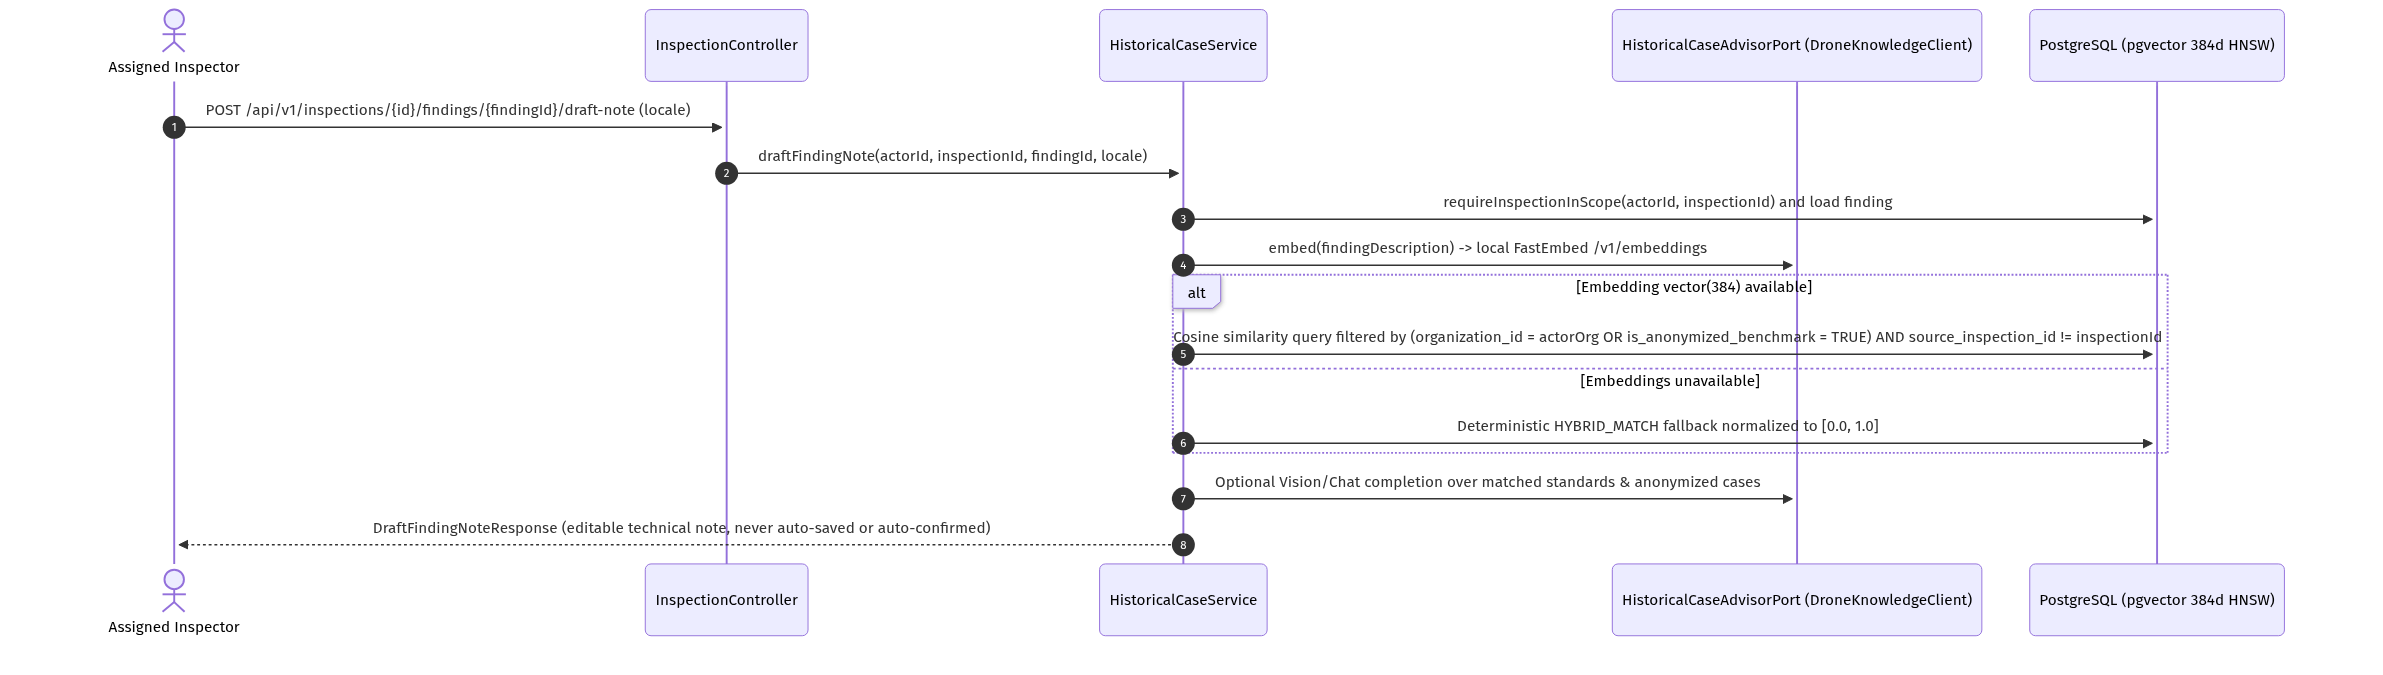 Assigned Inspector
InspectionController
HistoricalCaseService
HistoricalCaseAdvisorPort (DroneKnowledgeClient)
PostgreSQL (pgvector 384d HNSW)
POST /api/v1/inspections/{id}/findings/{findingId}/draft-note (locale)
1
draftFindingNote(actorId, inspectionId, findingId, locale)
2
requireInspectionInScope(actorId, inspectionId) and load finding
3
embed(findingDescription) -> local FastEmbed /v1/embeddings
4
alt
[Embedding vector(384) available]
Cosine similarity query filtered by (organization_id = actorOrg OR is_anonymized_benchmark = TRUE) AND source_inspection_id != inspectionId
5
[Embeddings unavailable]
Deterministic HYBRID_MATCH fallback normalized to [0.0, 1.0]
6
Optional Vision/Chat completion over matched standards & anonymized cases
7
DraftFindingNoteResponse (editable technical note, never auto-saved or auto-confirmed)
8
Assigned Inspector
InspectionController
HistoricalCaseService
HistoricalCaseAdvisorPort (DroneKnowledgeClient)
PostgreSQL (pgvector 384d HNSW)